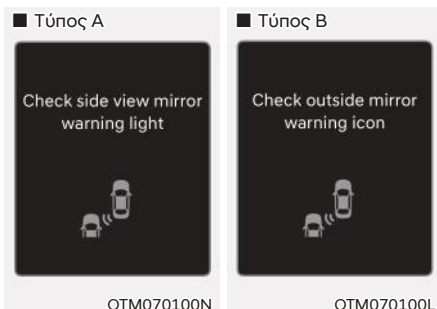 ■ Τύπος A
Check side view mirror
warning light
OTM070100N
■ Τύπος B
Check outside mirror
warning icon
OTM070100L